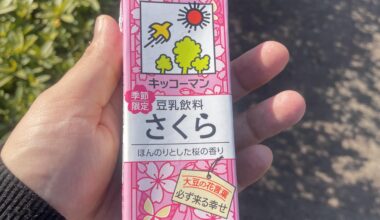 キッコーマン
季節
限定
豆乳飲料
さくら
ほんのりとした桜の香り
大豆の花言葉
必ず来る幸せ